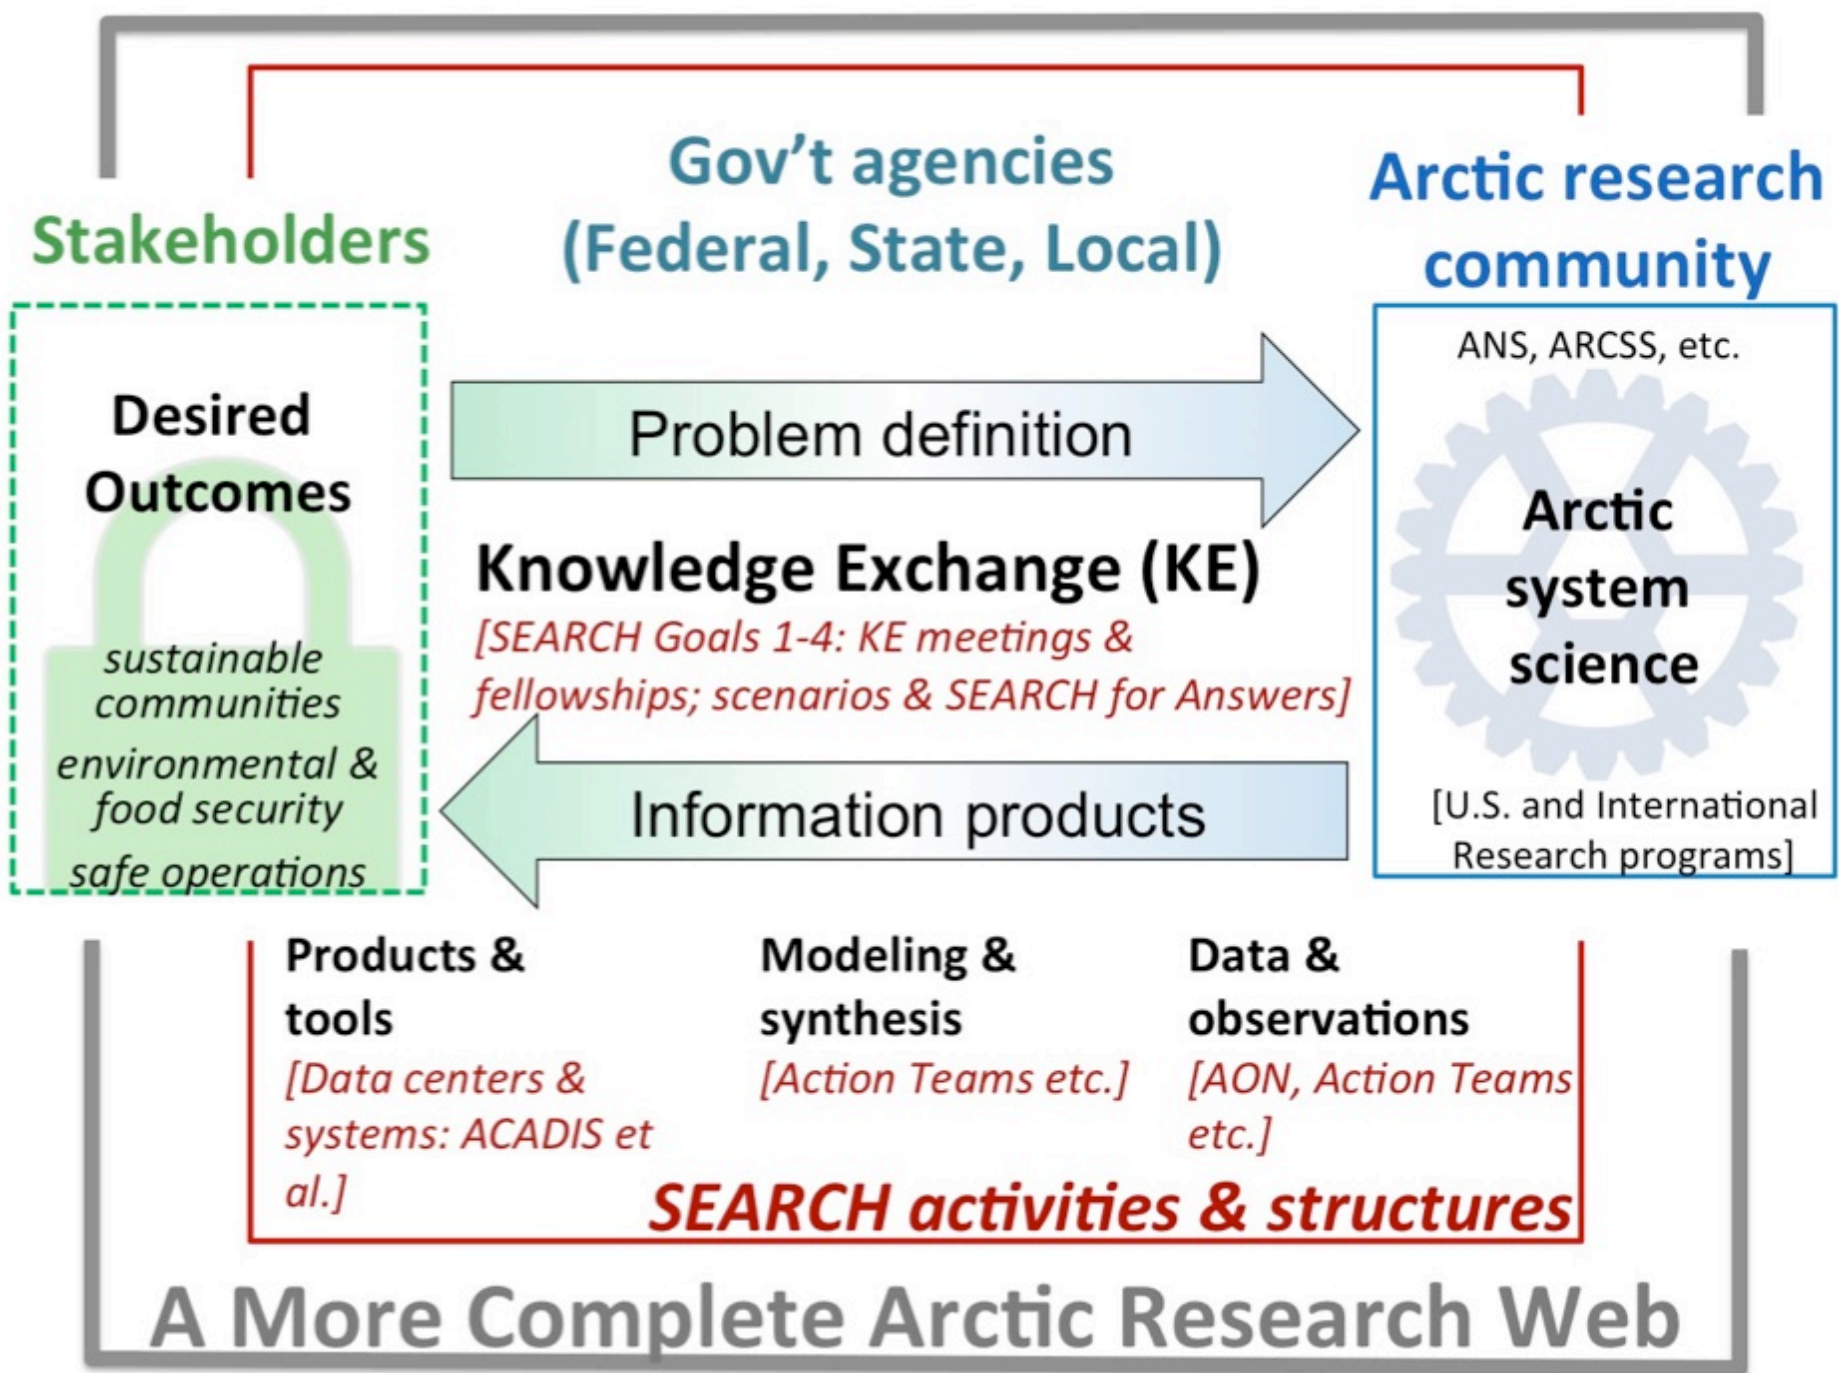 Gov't agencies
(Federal, State, Local)
Stakeholders
Arctic research
community
Desired
Outcomes
sustainable
communities
environmental &
food security
safe operations
Problem definition
Knowledge Exchange (KE)
[SEARCH Goals 1-4: KE meetings &
fellowships; scenarios & SEARCH for Answers]
Information products
ANS, ARCSS, etc.
Arctic
system
science
[U.S. and International
Research programs]
Products &
tools
[Data centers &
systems: ACADIS et
al.]
Modeling &
synthesis
[Action Teams etc.]
Data &
observations
[AON, Action Teams
etc.]
SEARCH activities & structures
A More Complete Arctic Research Web